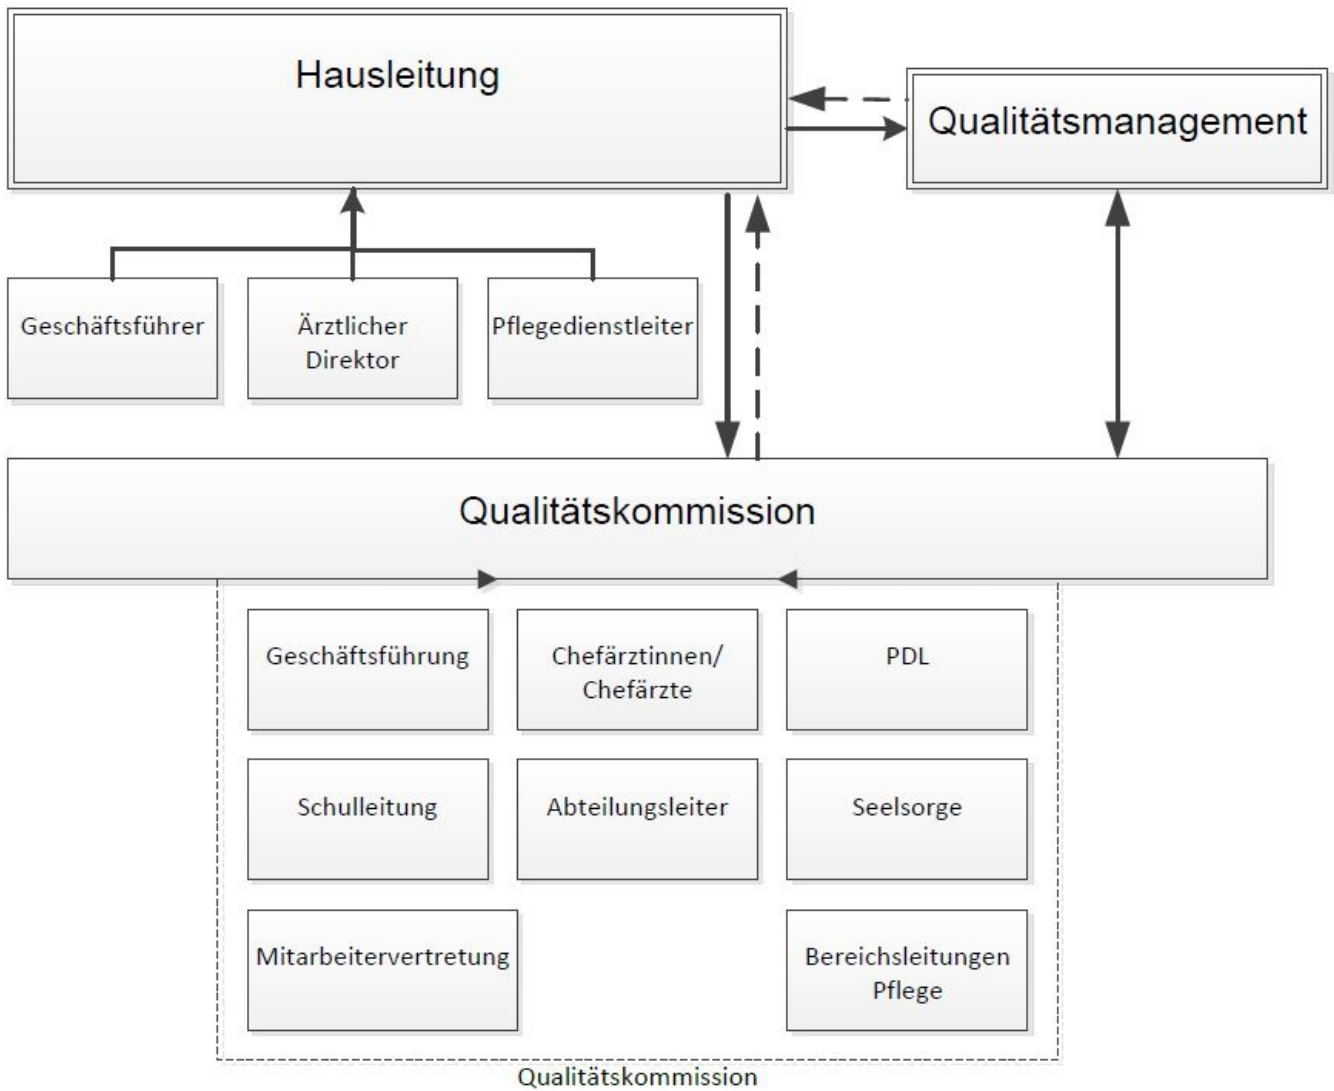 Hausleitung
Qualitätsmanagement
Geschäftsführer
Ärztlicher
Direktor
Pflegedienstleiter
Qualitätskommission
Geschäftsführung
Chefärztinnen/
Chefärzte
PDL
Schulleitung
Abteilungsleiter
Seelsorge
Mitarbeitervertretung
Bereichsleitungen
Pflege
Qualitätskommission